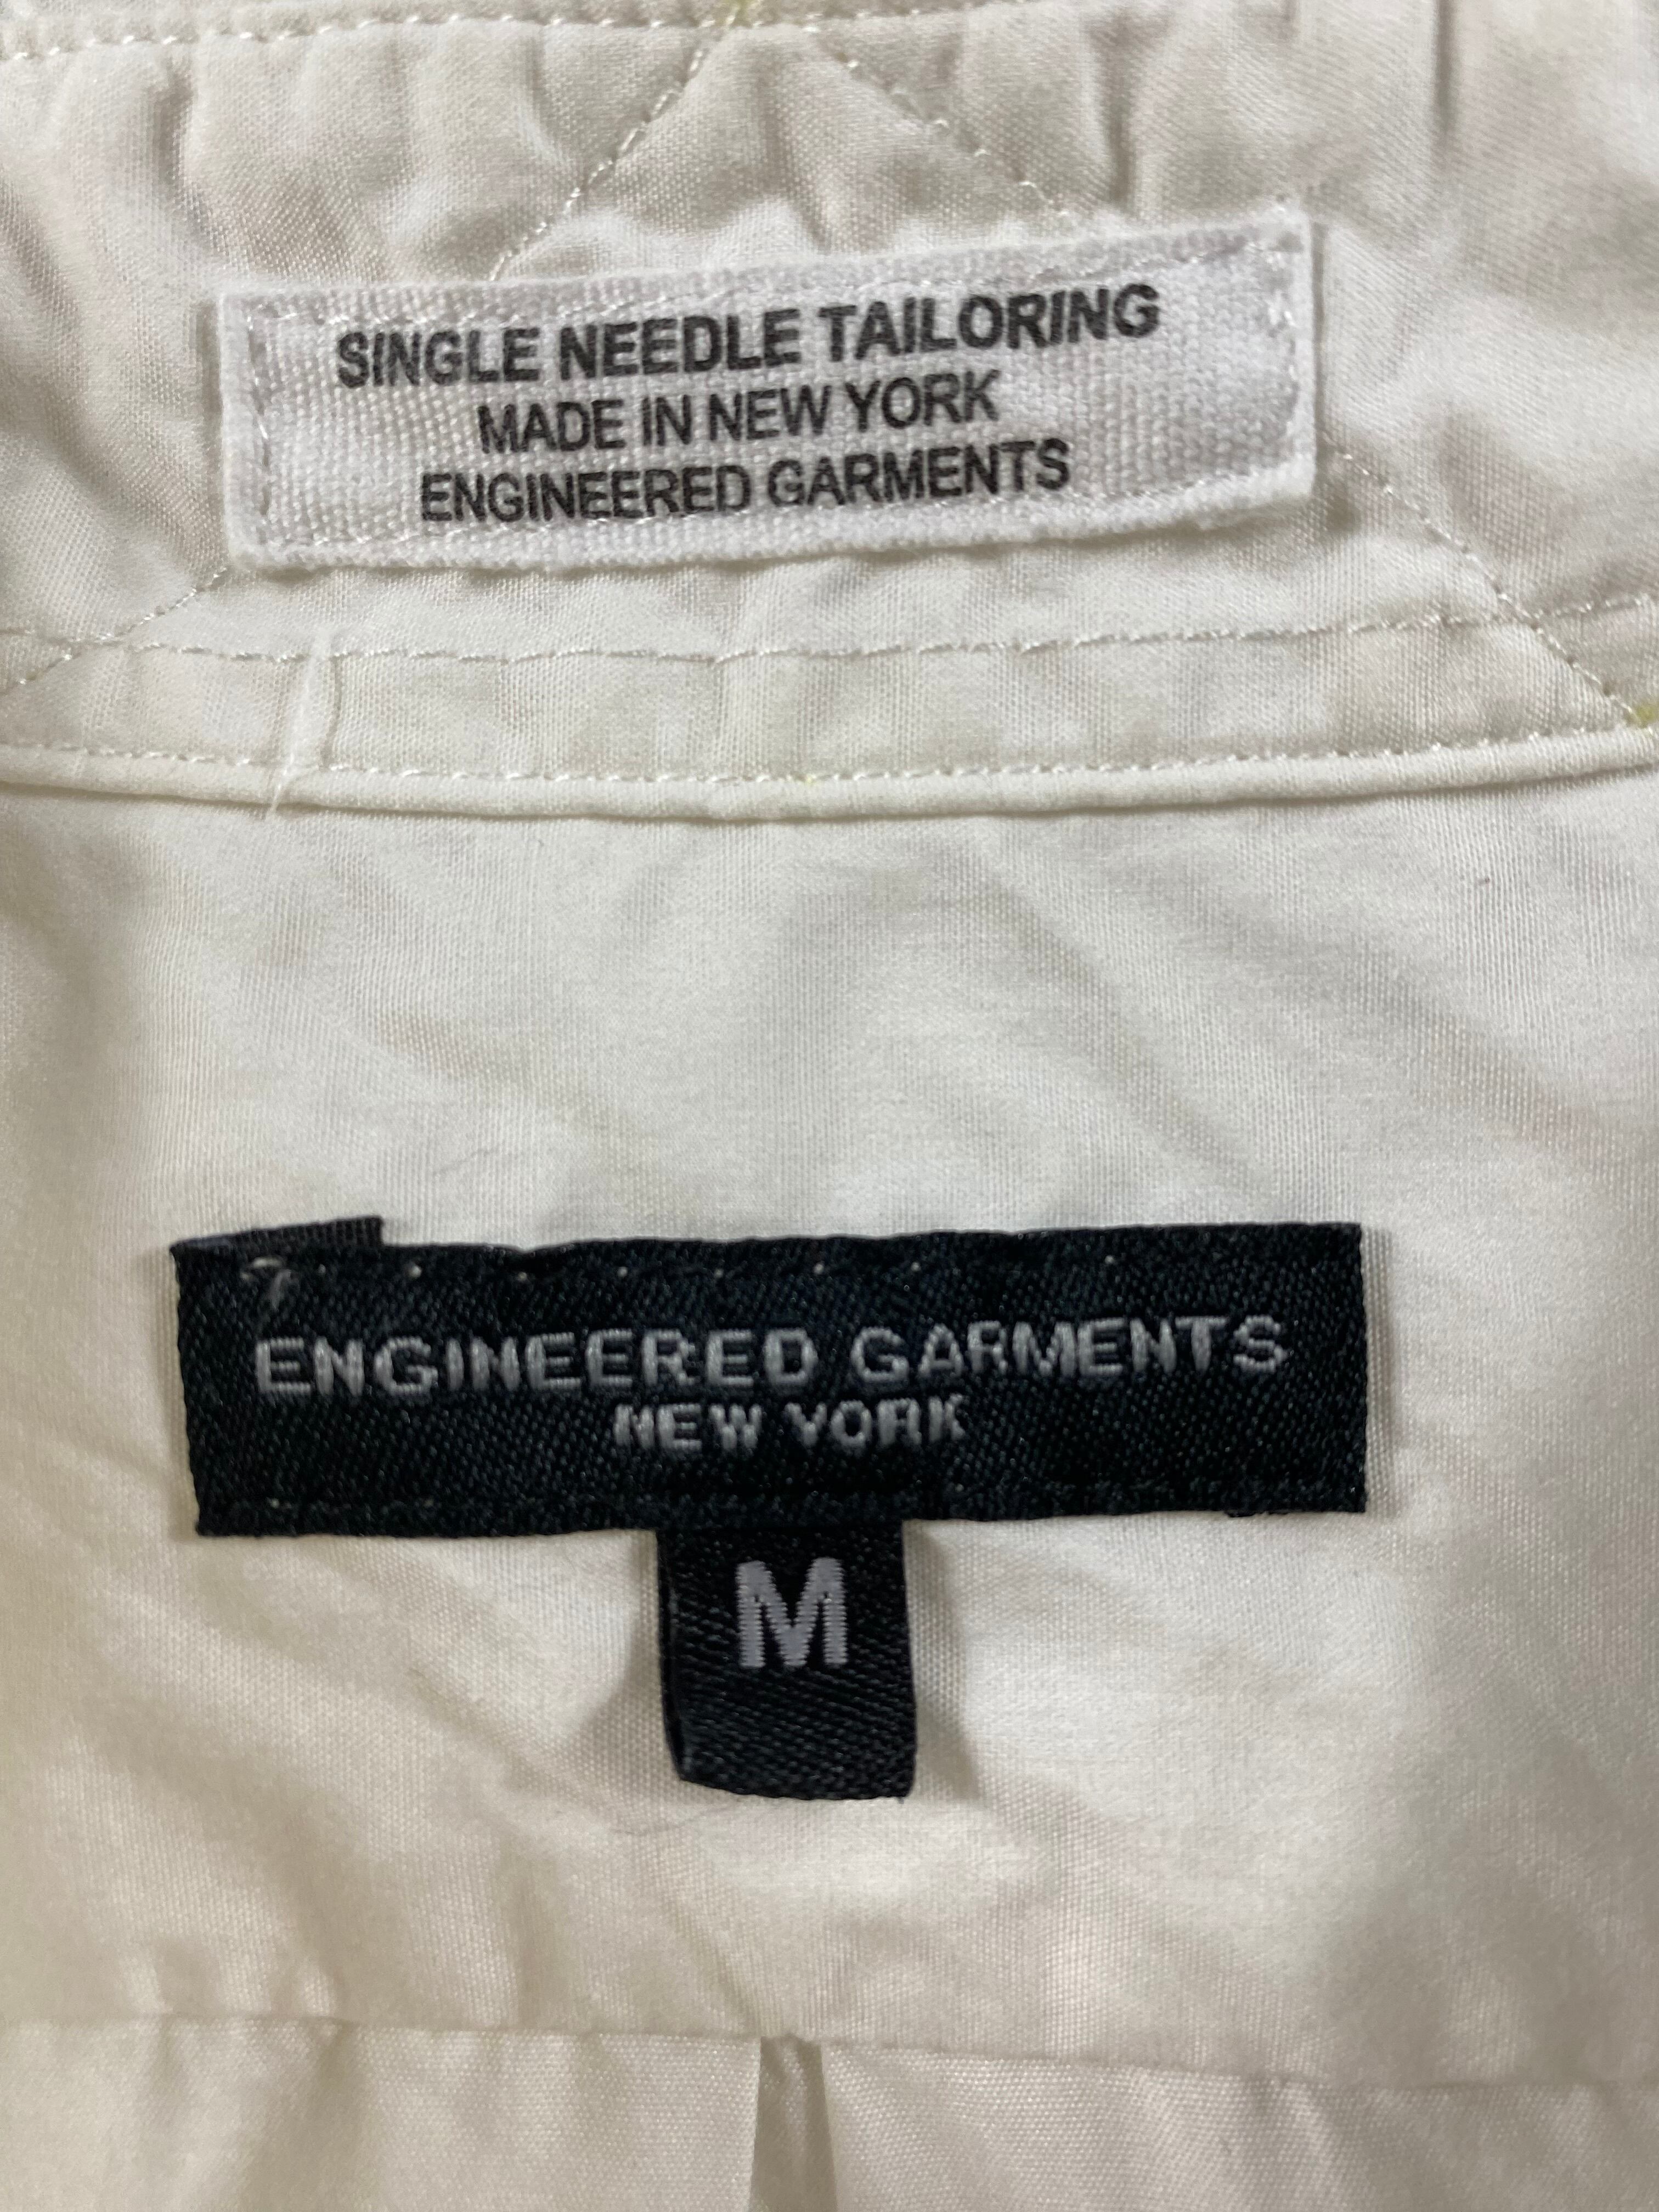 SINGLE NEEDLE TAILORING
MADE IN NEW YORK
ENGINEERED GARMENTS
ENGINEERED GARMENTS
NEW YORK
M